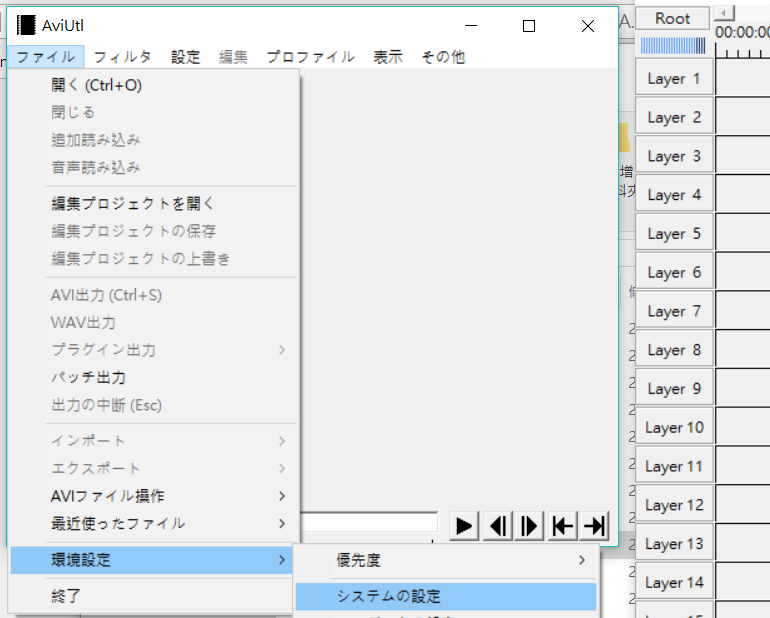 AviUtl
ファイル フィルタ 設定 編集 プロファイル 表示 その他
開く (Ctrl+O)
閉じる
追加読み込み
音声読み込み
編集プロジェクトを開く
編集プロジェクトの保存
編集プロジェクトの上書き
AVI出力 (Ctrl+S)
WAV出力
プラグイン出力
バッチ出力
出力の中断 (Esc)
インポート
エクスポート
AVIファイル操作
最近使ったファイル
環境設定
終了
優先度
システムの設定
Root
00:00:00
Layer 1
Layer 2
Layer 3
Layer 4
Layer 5
Layer 6
Layer 7
Layer 8
Layer 9
Layer 10
Layer 11
Layer 12
Layer 13
Layer 14